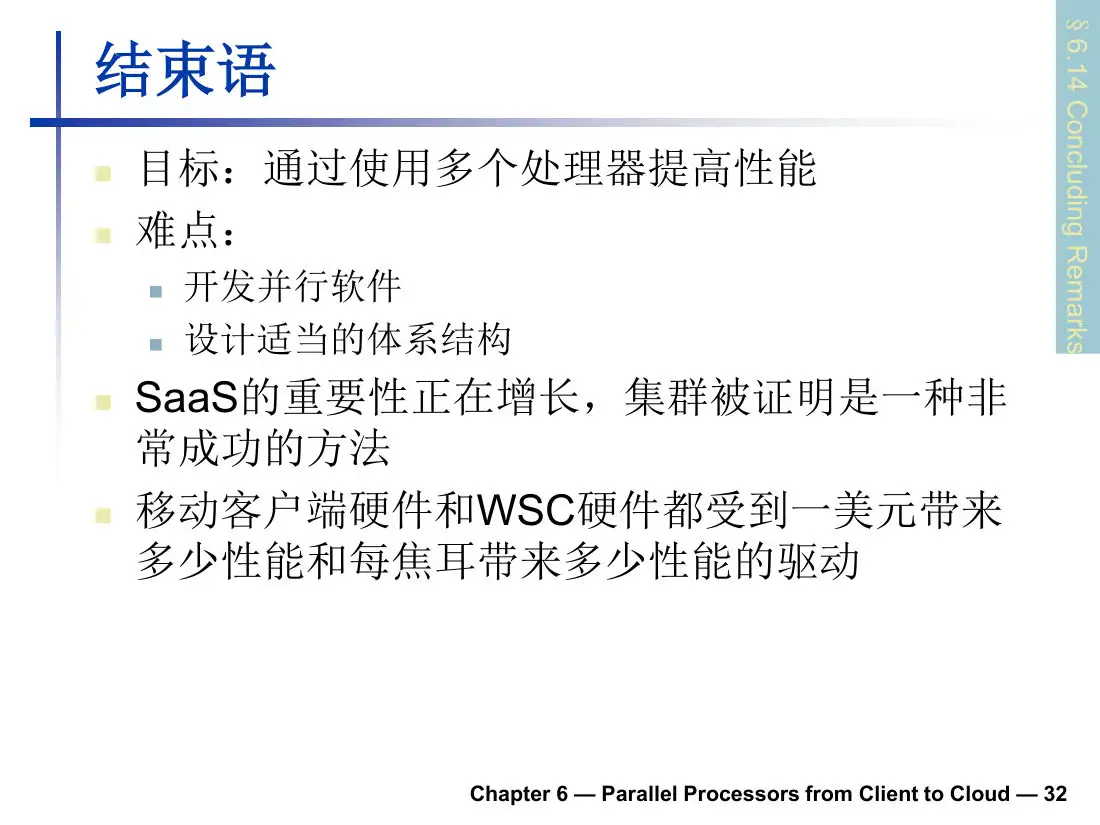 结束语
§6.14 Concluding Remarks
目标：通过使用多个处理器提高性能
难点：
开发并行软件
设计适当的体系结构
SaaS的重要性正在增长，集群被证明是一种非
常成功的方法
移动客户端硬件和WSC硬件都受到一美元带来
多少性能和每焦耳带来多少性能的驱动
Chapter 6 — Parallel Processors from Client to Cloud — 32